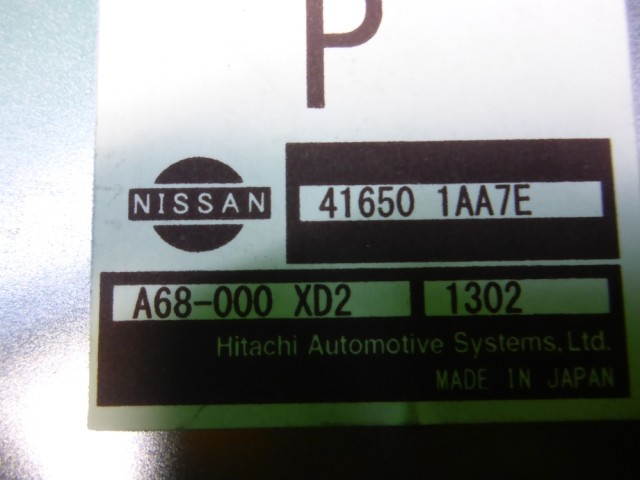 P
NISSAN
41650 1AA7E
A68-000 XD2 1302
Hitachi Automotive Systems, Ltd.
MADE IN JAPAN